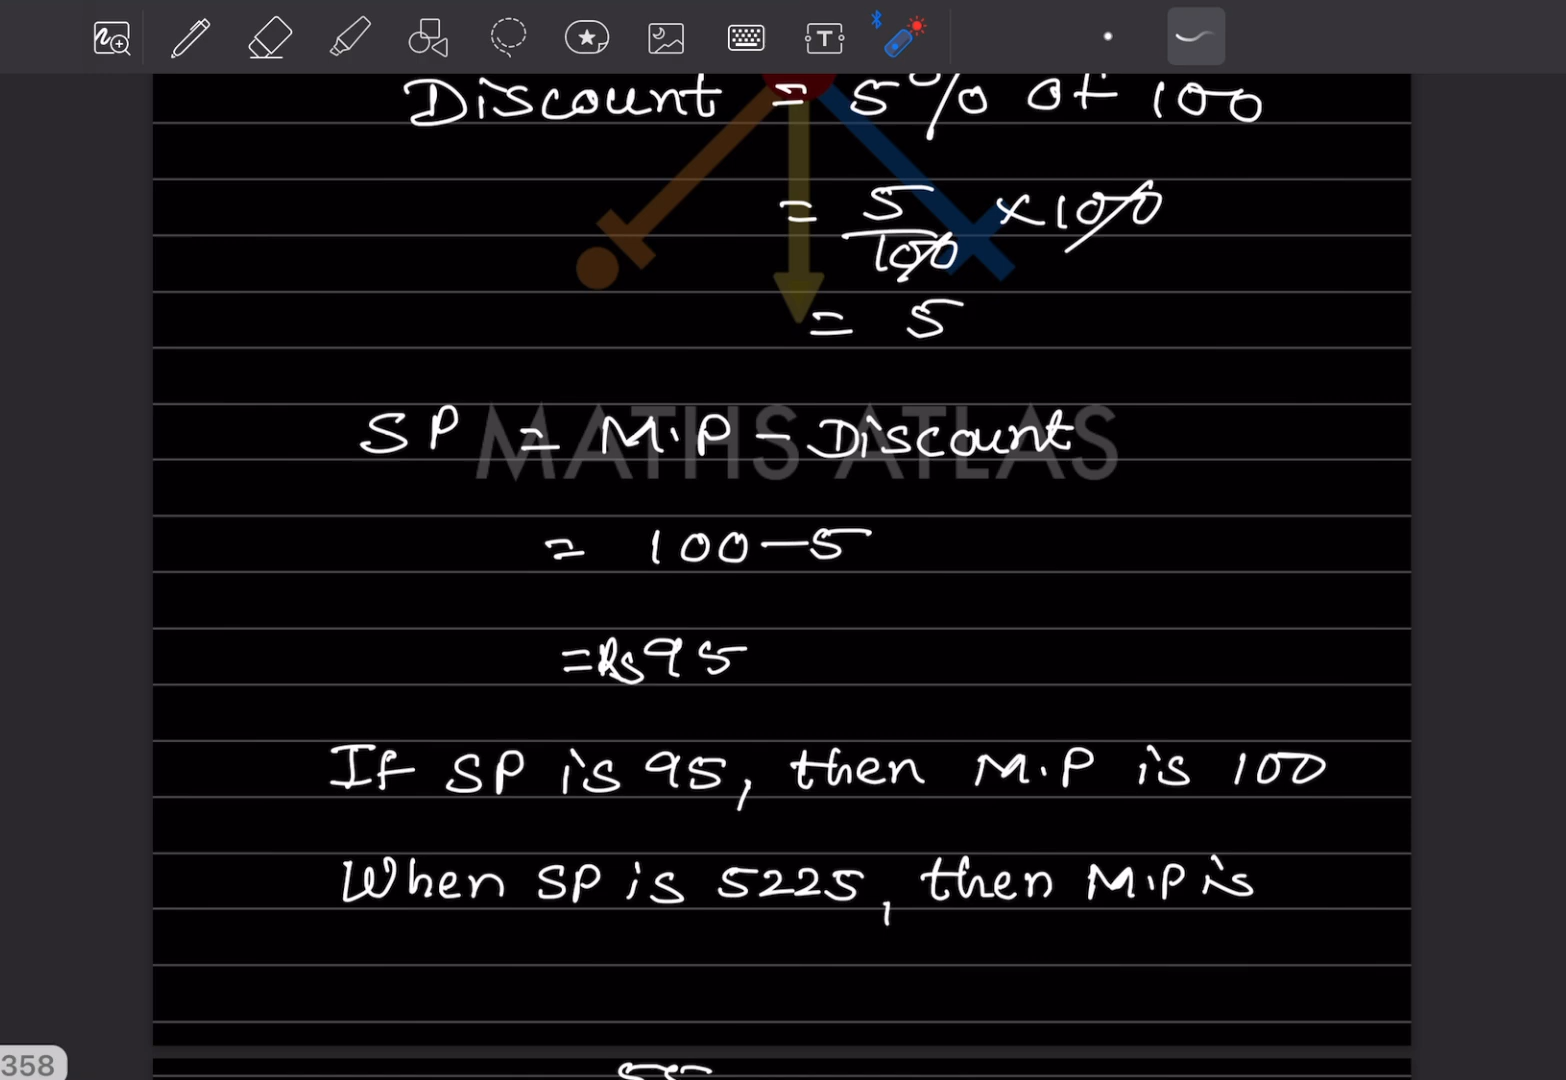 Discount = 5% of 100
= 5/100 × 100
= 5
MATHS ATLAS
SP = M.P – Discount
= 100 – 5
= Rs 95
If SP is 95, then M.P is 100
When SP is 5225, then M.P is
358